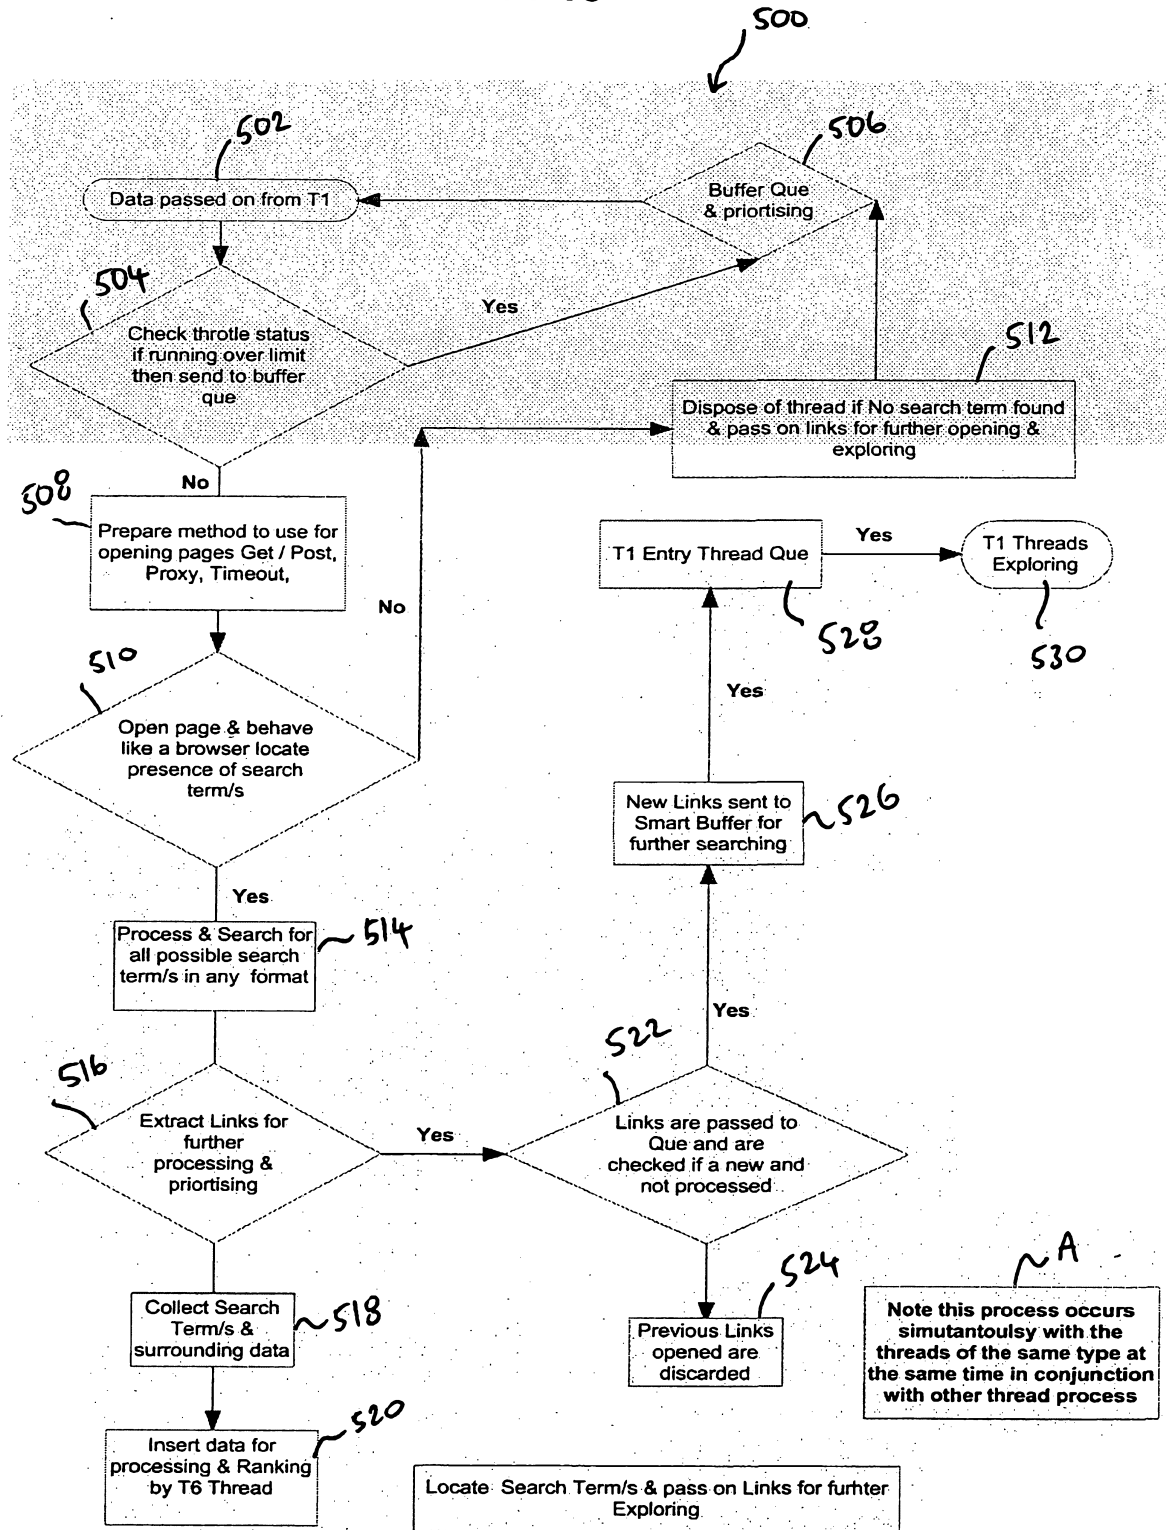 500
502
Data passed on from T1
506
Buffer Que
& priortising
504
Check throtle status
if running over limit
then send to buffer
que
Yes
512
Dispose of thread if No search term found
& pass on links for further opening &
exploring
No
508
Prepare method to use for
opening pages Get / Post,
Proxy, Timeout,
No
T1 Entry Thread Que
Yes
T1 Threads
Exploring
528
530
510
Open page & behave
like a browser locate
presence of search
term/s
Yes
New Links sent to
Smart Buffer for
further searching
526
Yes
Process & Search for
all possible search
term/s in any format
514
Yes
516
Extract Links for
further
processing &
priortising
Yes
522
Links are passed to
Que and are
checked if a new and
not processed
Collect Search
Term/s &
surrounding data
518
524
Previous Links
opened are
discarded
A
Note this process occurs
simutantoulsy with the
threads of the same type at
the same time in conjunction
with other thread process
520
Insert data for
processing & Ranking
by T6 Thread
Locate Search Term/s & pass on Links for furhter
Exploring